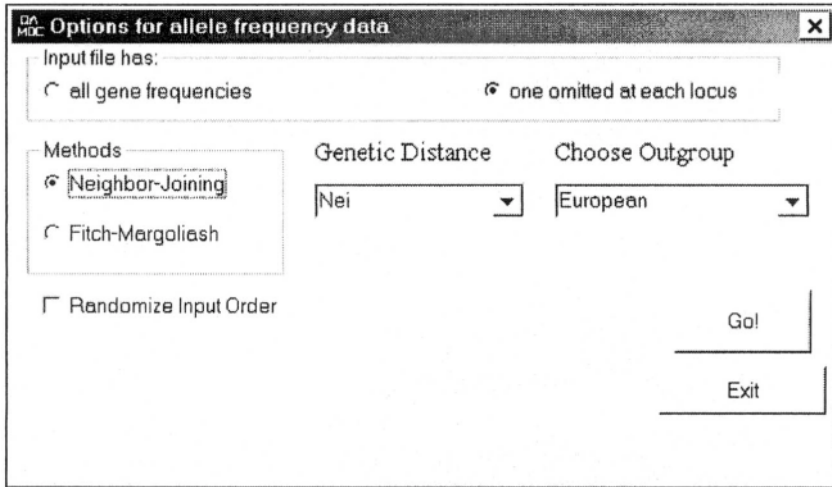 Options for allele frequency data
Input file has:
all gene frequencies
one omitted at each locus
Methods
Neighbor-Joining
Fitch-Margoliash
Genetic Distance
Nei
Choose Outgroup
European
Randomize Input Order
Go!
Exit